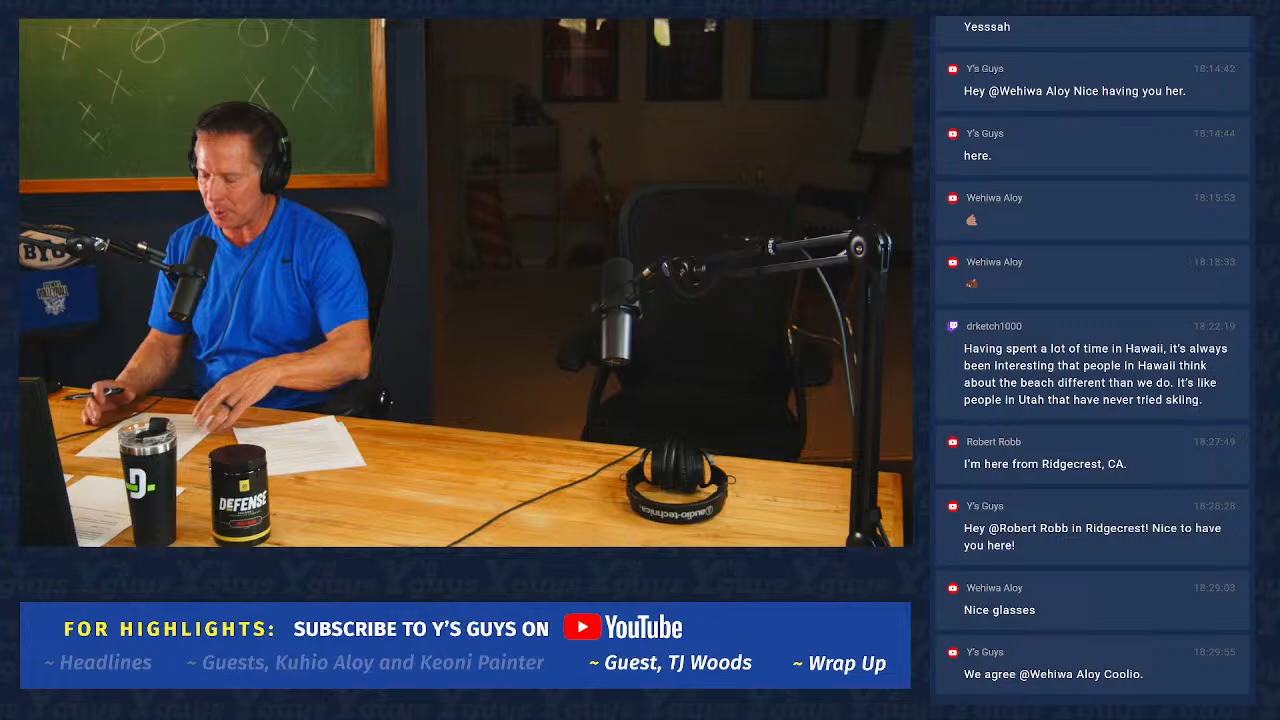 BYU
VOLLEYBALL
DEFENSE
audio-technica
FOR HIGHLIGHTS: SUBSCRIBE TO Y'S GUYS ON YouTube
~ Headlines ~ Guests, Kuhio Aloy and Keoni Painter ~ Guest, TJ Woods ~ Wrap Up
Yesssah
Y's Guys 18:14:42
Hey @Wehiwa Aloy Nice having you her.
Y's Guys 18:14:44
here.
Wehiwa Aloy 18:15:53
Wehiwa Aloy 18:18:33
drketch1000 18:22:19
Having spent a lot of time in Hawaii, it's always
been interesting that people in Hawaii think
about the beach different than we do. It's like
people in Utah that have never tried skiing.
Robert Robb 18:27:49
I'm here from Ridgecrest, CA.
Y's Guys 18:28:28
Hey @Robert Robb in Ridgecrest! Nice to have
you here!
Wehiwa Aloy 18:29:03
Nice glasses
Y's Guys 18:29:55
We agree @Wehiwa Aloy Coolio.